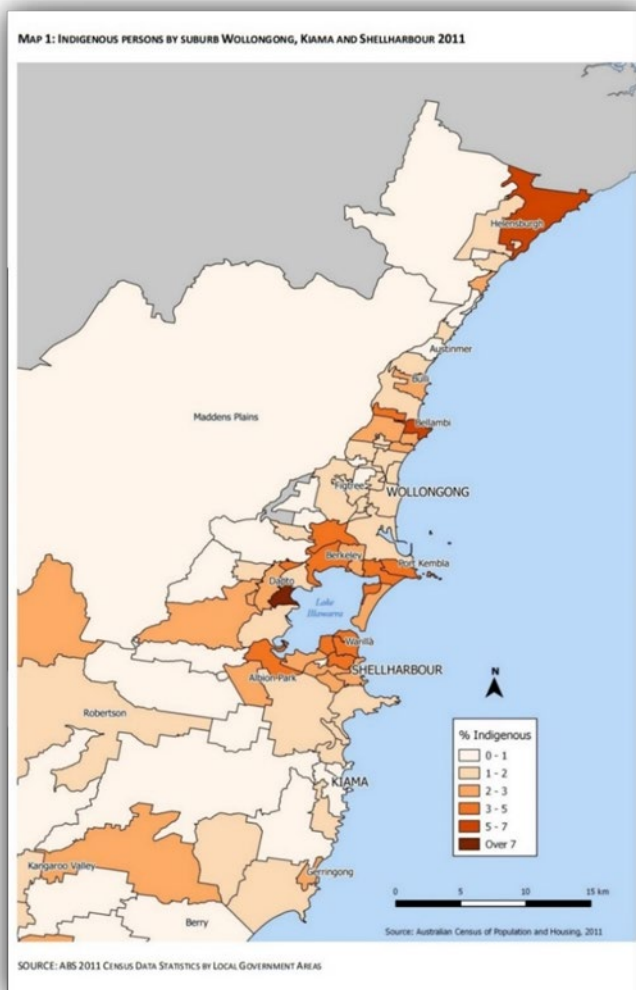 MAP 1: INDIGENOUS PERSONS BY SUBURB WOLLONGONG, KIAMA AND SHELLHARBOUR 2011
Helensburgh
Austinmer
Bulli
Maddens Plains
Bellambi
Figtree
WOLLONGONG
Berkeley
Port Kembla
Dapto
Lake
Illawarra
Warilla
SHELLHARBOUR
Albion Park
N
Robertson
% Indigenous
0 - 1
1 - 2
2 - 3
3 - 5
5 - 7
Over 7
KIAMA
Kangaroo Valley
Gerringong
0 5 10 15 km
Berry
Source: Australian Census of Population and Housing, 2011
SOURCE: ABS 2011 CENSUS DATA STATISTICS BY LOCAL GOVERNMENT AREAS